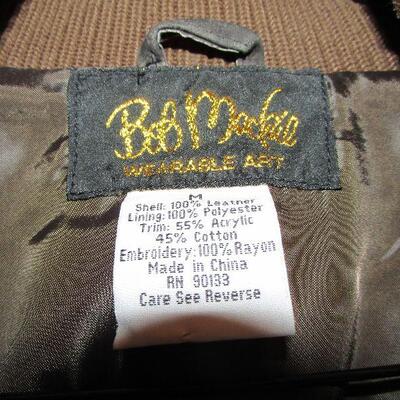 Bob Mackie
WEARABLE ART
M
Shell: 100% Leather
Lining: 100% Polyester
Trim: 55% Acrylic
45% Cotton
Embroidery: 100% Rayon
Made in China
RN 90133
Care See Reverse